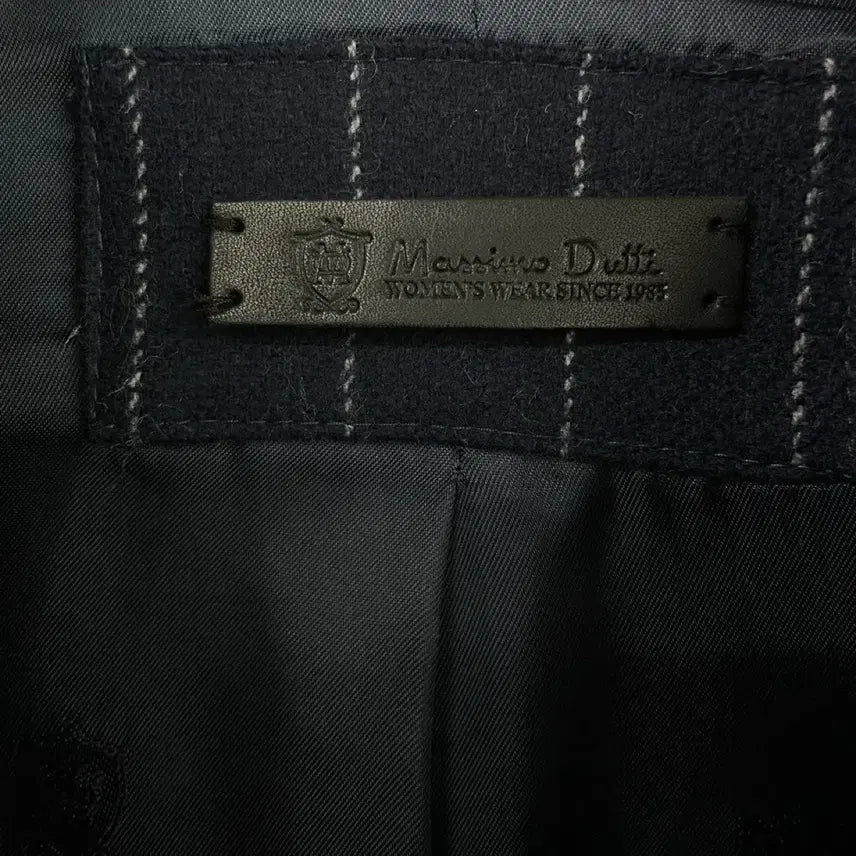 Massimo Dutti
WOMEN'S WEAR SINCE 1985